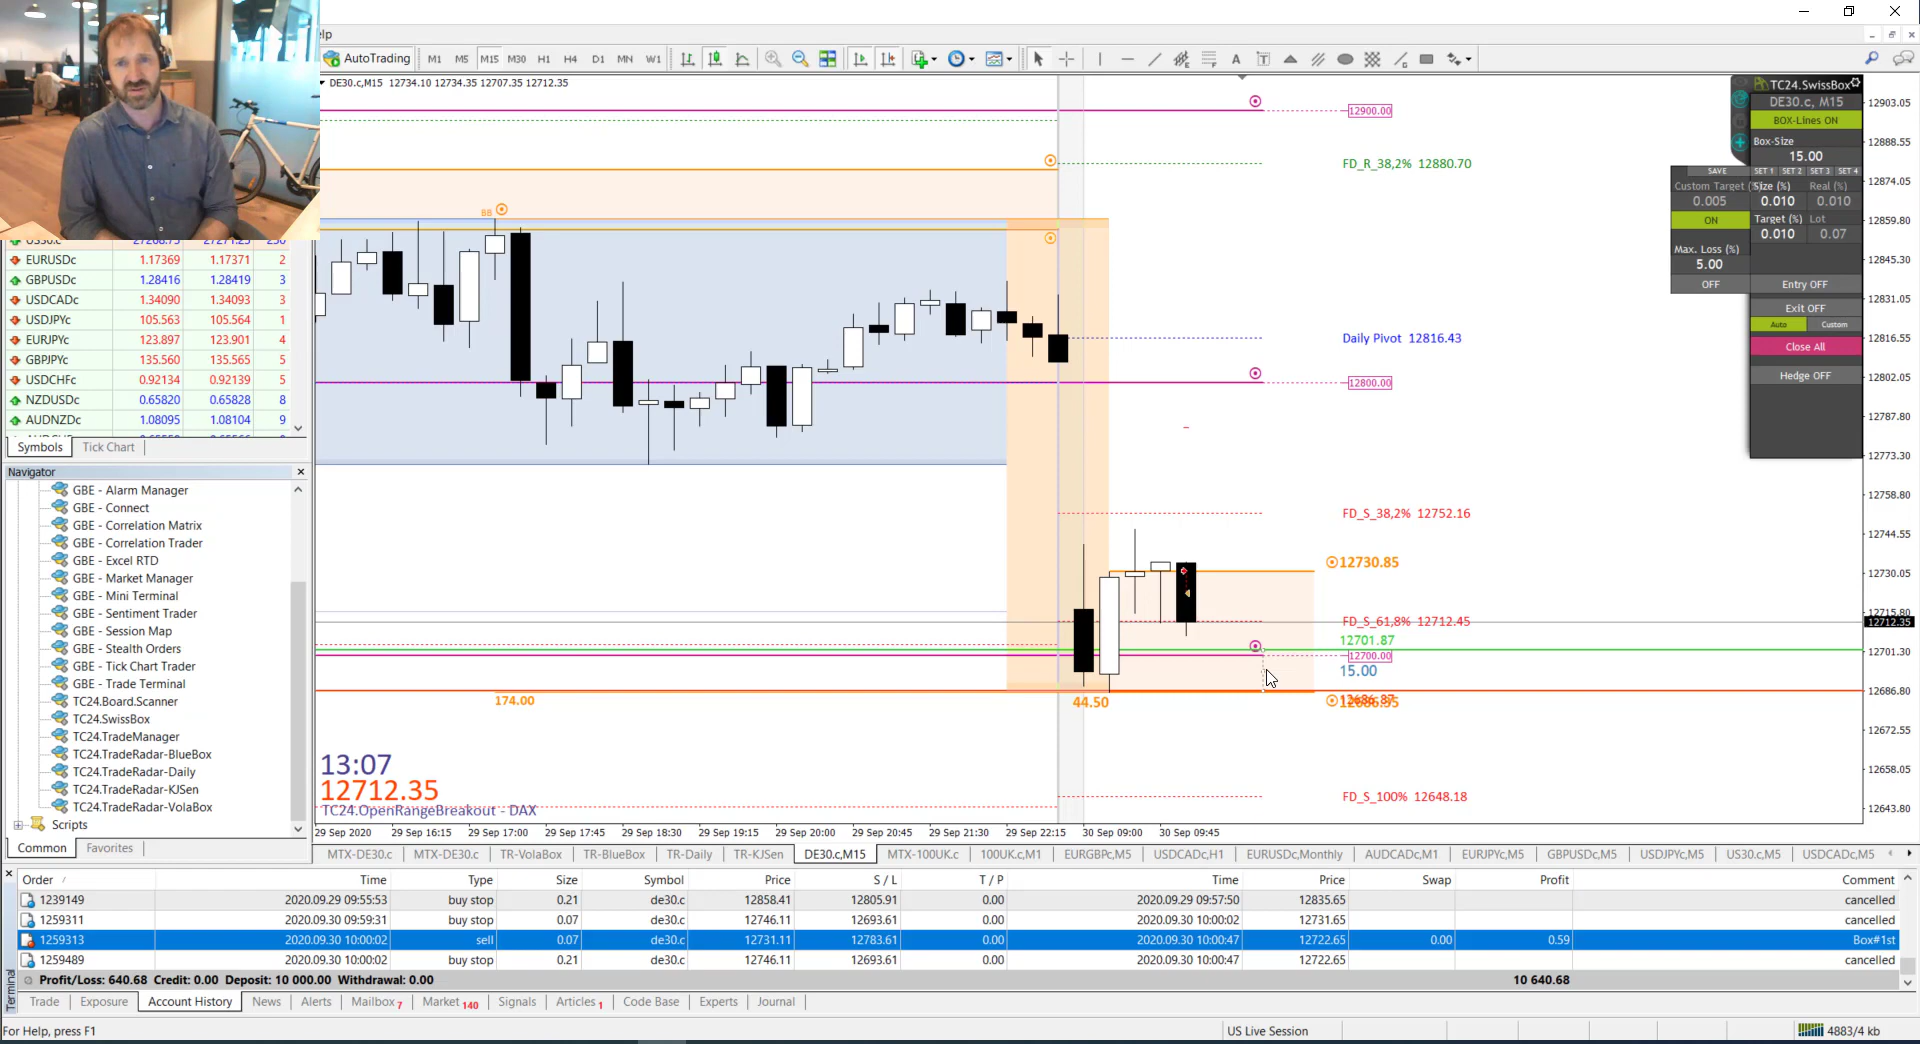 lp
AutoTrading M1 M5 M15 M30 H1 H4 D1 MN W1
DE30.c,M15 12734.10 12734.35 12707.35 12712.35
BB
12900.00
FD_R_38,2% 12880.70
Daily Pivot 12816.43
12800.00
FD_S_38,2% 12752.16
12730.85
FD_S_61,8% 12712.45
12701.87
12700.00
15.00
174.00
44.50
FD_S_100% 12648.18
13:07
12712.35
TC24.OpenRangeBreakout - DAX
29 Sep 2020 29 Sep 16:15 29 Sep 17:00 29 Sep 17:45 29 Sep 18:30 29 Sep 19:15 29 Sep 20:00 29 Sep 20:45 29 Sep 21:30 29 Sep 22:15 30 Sep 09:00 30 Sep 09:45
12903.05
12888.55
12874.05
12859.80
12845.30
12831.05
12816.55
12802.05
12787.80
12773.30
12758.80
12744.55
12730.05
12715.80
12712.35
12701.30
12686.80
12672.55
12658.05
12643.80
TC24.SwissBox
DE30.c, M15
BOX-Lines ON
Box-Size
15.00
SAVE SET 1 SET 2 SET 3 SET 4
Size (%) Real (%)
0.005 0.010 0.010
ON Target (%) Lot
0.010 0.07
Max. Loss (%)
5.00
OFF Entry OFF
Exit OFF
Auto Custom
Close All
Hedge OFF
EURUSDc 1.17369 1.17371 2
GBPUSDc 1.28416 1.28419 3
USDCADc 1.34090 1.34093 3
USDJPYc 105.563 105.564 1
EURJPYc 123.897 123.901 4
GBPJPYc 135.560 135.565 5
USDCHFc 0.92134 0.92139 5
NZDUSDc 0.65820 0.65828 8
AUDNZDc 1.08095 1.08104 9
Symbols Tick Chart
Navigator
GBE - Alarm Manager
GBE - Connect
GBE - Correlation Matrix
GBE - Correlation Trader
GBE - Excel RTD
GBE - Market Manager
GBE - Mini Terminal
GBE - Sentiment Trader
GBE - Session Map
GBE - Stealth Orders
GBE - Tick Chart Trader
GBE - Trade Terminal
TC24.Board.Scanner
TC24.SwissBox
TC24.TradeManager
TC24.TradeRadar-BlueBox
TC24.TradeRadar-Daily
TC24.TradeRadar-KJSen
TC24.TradeRadar-VolaBox
Scripts
Common Favorites
MTX-DE30.c MTX-DE30.c TR-VolaBox TR-BlueBox TR-Daily TR-KJSen DE30.c,M15 MTX-100UK.c 100UK.c,M1 EURGBPc,M5 USDCADc,H1 EURUSDc,Monthly AUDCADc,M1 EURJPYc,M5 GBPUSDc,M5 USDJPYc,M5 US30.c,M5 USDCADc,M5
Order / Time Type Size Symbol Price S / L T / P Time Price Swap Profit Comment
1239149 2020.09.29 09:55:53 buy stop 0.21 de30.c 12858.41 12805.91 0.00 2020.09.29 09:57:50 12835.65 cancelled
1259311 2020.09.30 09:59:31 buy stop 0.07 de30.c 12746.11 12693.61 0.00 2020.09.30 10:00:02 12731.65 cancelled
1259313 2020.09.30 10:00:02 sell 0.07 de30.c 12731.11 12783.61 0.00 2020.09.30 10:00:47 12722.65 0.00 0.59 Box#1st
1259489 2020.09.30 10:00:02 buy stop 0.21 de30.c 12746.11 12693.61 0.00 2020.09.30 10:00:47 12722.65 cancelled
Profit/Loss: 640.68 Credit: 0.00 Deposit: 10 000.00 Withdrawal: 0.00 10 640.68
Terminal
Trade Exposure Account History News Alerts Mailbox 7 Market 140 Signals Articles 1 Code Base Experts Journal
For Help, press F1 US Live Session 4883/4 kb